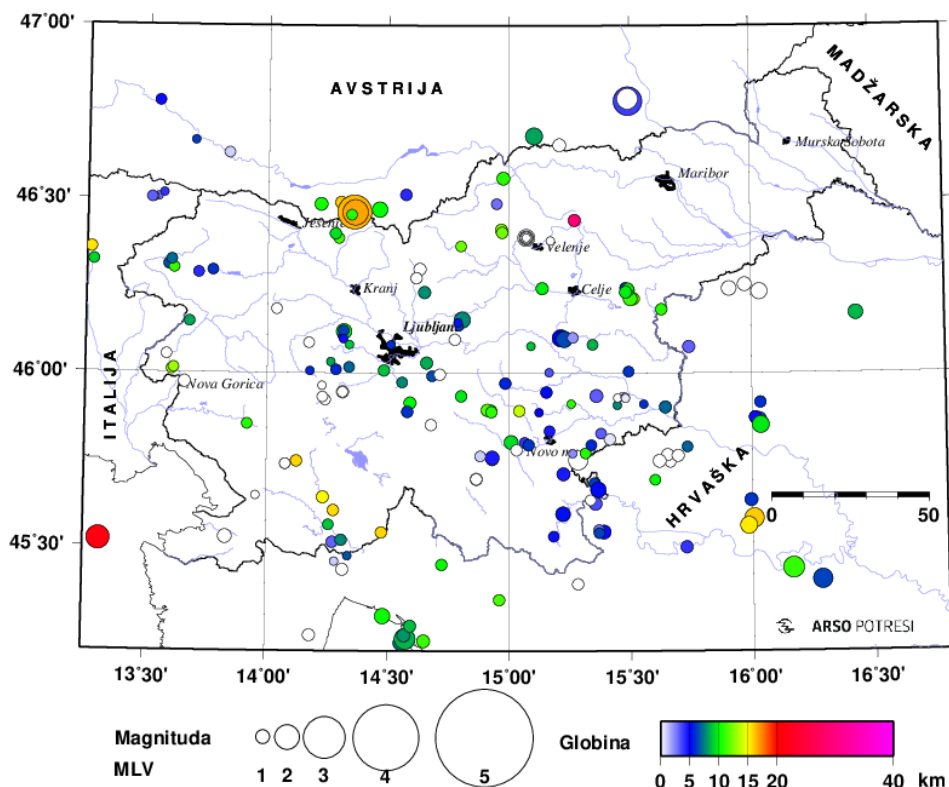 47˚00'
AVSTRIJA
MADŽARSKA
Murska Sobota
Maribor
46˚30'
Jesenice
Velenje
Kranj
Celje
Ljubljana
46˚00'
Nova Gorica
ITALIJA
Novo
HRVAŠKA
0 50
45˚30'
ARSO POTRESI
13˚30' 14˚00' 14˚30' 15˚00' 15˚30' 16˚00' 16˚30'
Magnituda
MLV
1 2 3 4 5
Globina
0 5 10 15 20 40 km